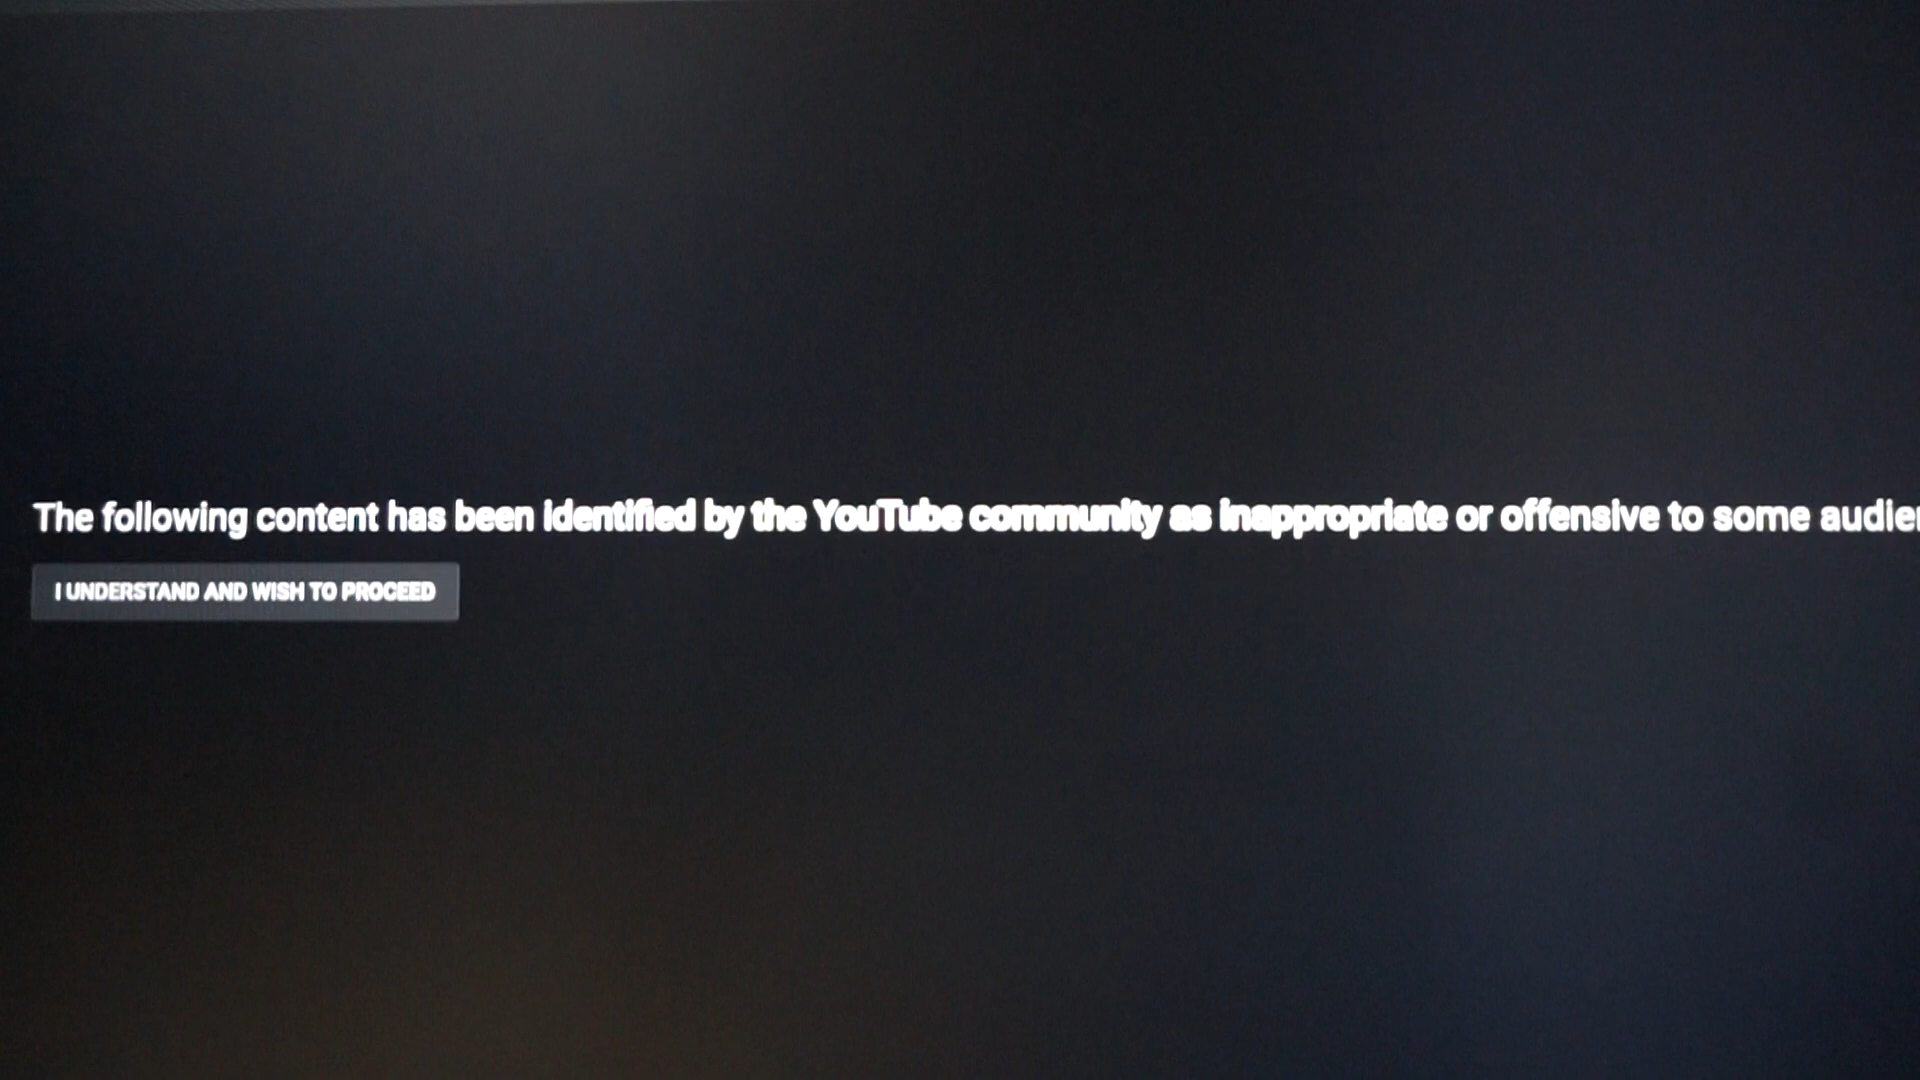 The following content has been identified by the YouTube community as inappropriate or offensive to some
I UNDERSTAND AND WISH TO PROCEED